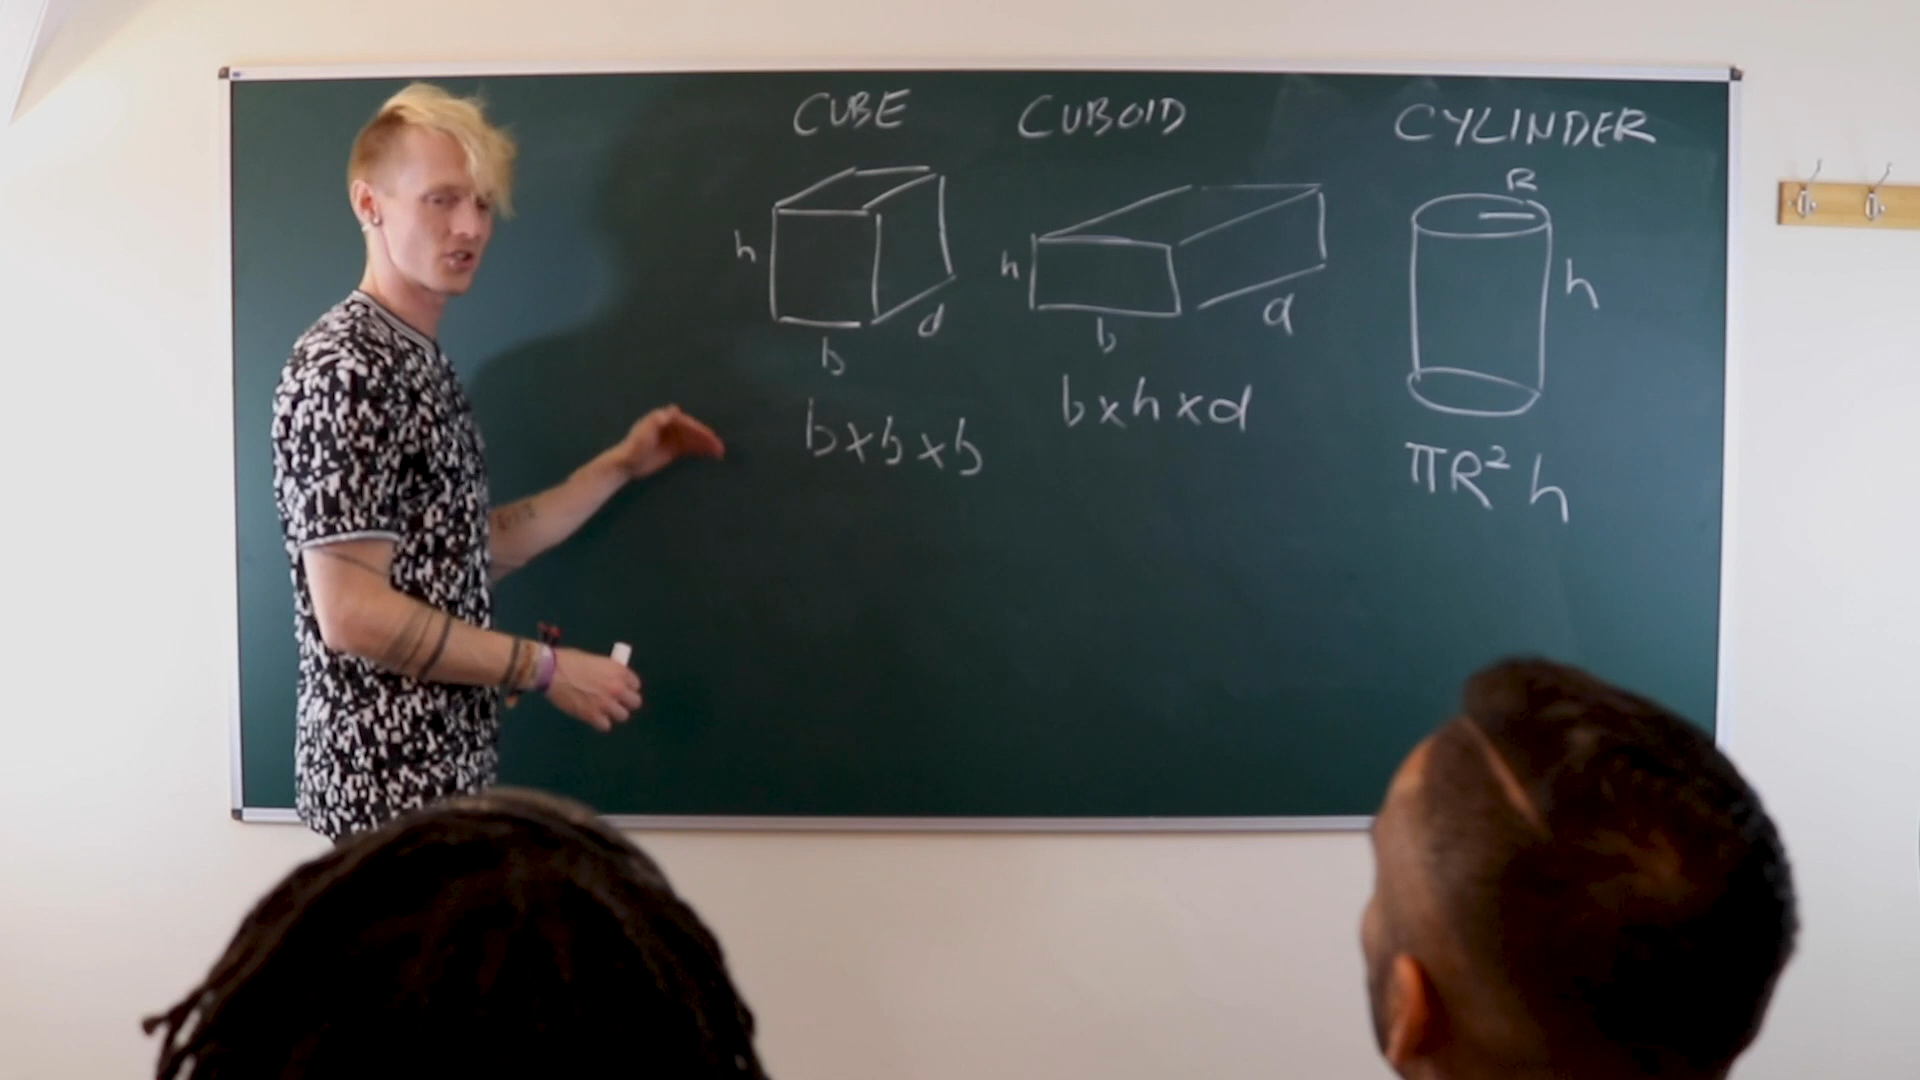 CUBE
h
b
d
b×b×b
CUBOID
h
b
d
b×h×d
CYLINDER
R
h
πR² h